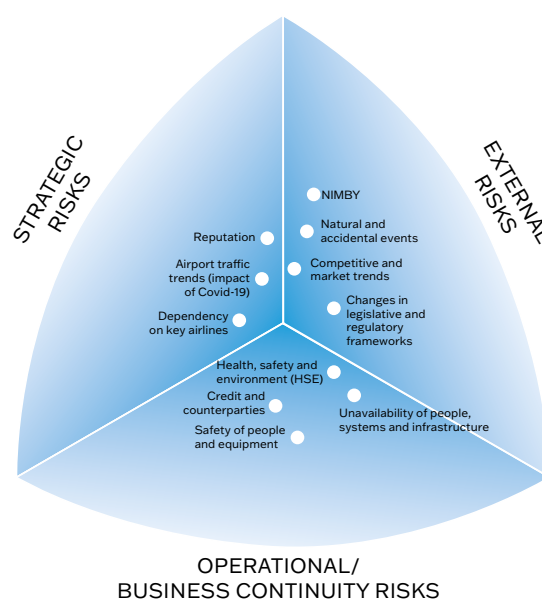 STRATEGIC
RISKS
EXTERNAL
RISKS
NIMBY
Natural and
accidental events
Reputation
Competitive and
market trends
Airport traffic
trends (impact
of Covid-19)
Changes in
legislative and
regulatory
frameworks
Dependency
on key airlines
Health, safety and
environment (HSE)
Credit and
counterparties
Unavailability of people,
systems and infrastructure
Safety of people
and equipment
OPERATIONAL/
BUSINESS CONTINUITY RISKS